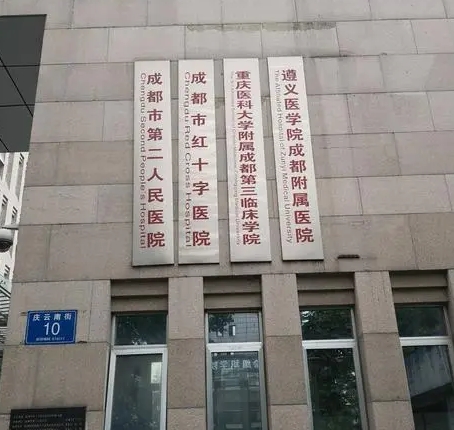 成都市第二人民医院
Chengdu Second People's Hospital
成都市红十字医院
Chengdu Red Cross Hospital
重庆医科大学附属成都第三临床学院
遵义医学院成都附属医院
The Affiliated Hospital of Zunyi Medical University
庆云南街
10